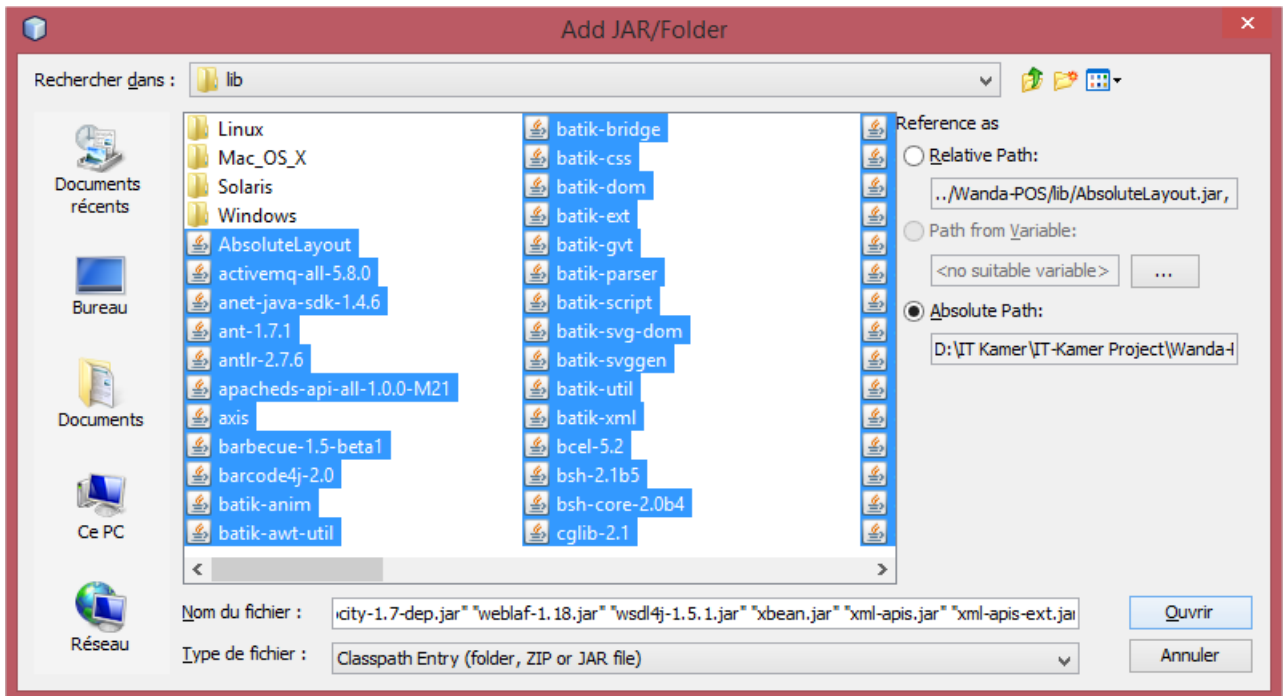 Add JAR/Folder
Rechercher dans :
lib
Documents
récents
Bureau
Documents
Ce PC
Réseau
Linux
Mac_OS_X
Solaris
Windows
AbsoluteLayout
activemq-all-5.8.0
anet-java-sdk-1.4.6
ant-1.7.1
antlr-2.7.6
apacheds-api-all-1.0.0-M21
axis
barbecue-1.5-beta1
barcode4j-2.0
batik-anim
batik-awt-util
batik-bridge
batik-css
batik-dom
batik-ext
batik-gvt
batik-parser
batik-script
batik-svg-dom
batik-svggen
batik-util
batik-xml
bcel-5.2
bsh-2.1b5
bsh-core-2.0b4
cglib-2.1
Reference as
Relative Path:
../Wanda-POS/lib/AbsoluteLayout.jar,
Path from Variable:
<no suitable variable>
...
Absolute Path:
D:\IT Kamer\IT-Kamer Project\Wanda-
Nom du fichier :
city-1.7-dep.jar" "weblaf-1.18.jar" "wsdl4j-1.5.1.jar" "xbean.jar" "xml-apis.jar" "xml-apis-ext.jar
Ouvrir
Type de fichier :
Classpath Entry (folder, ZIP or JAR file)
Annuler